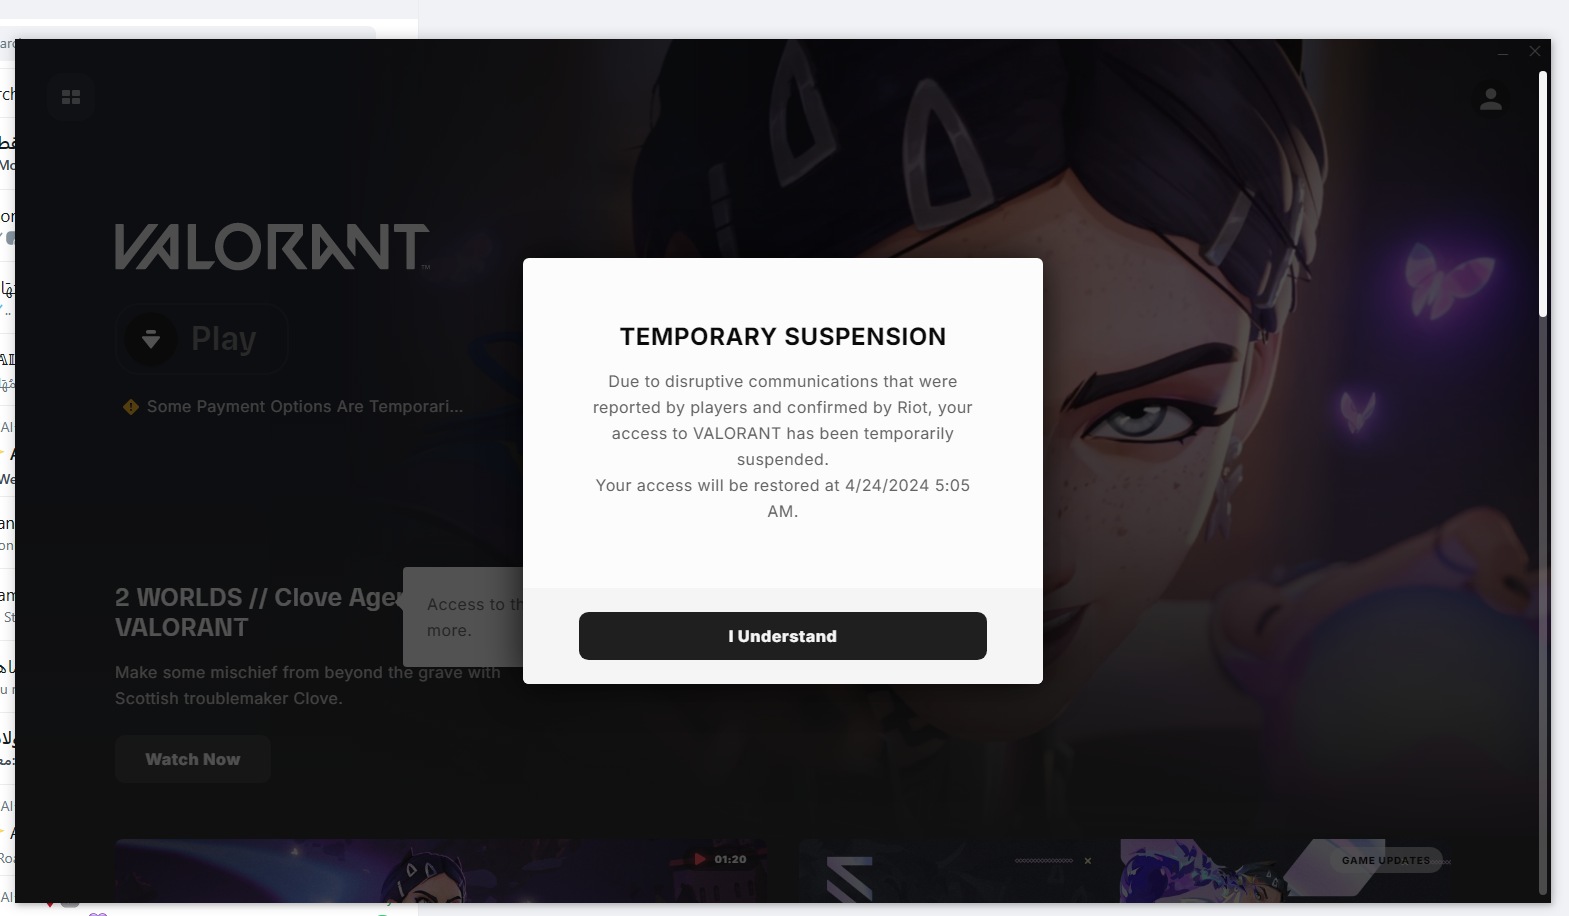 VALORANT
Play
Some Payment Options Are Temporari...
TEMPORARY SUSPENSION
Due to disruptive communications that were
reported by players and confirmed by Riot, your
access to VALORANT has been temporarily
suspended.
Your access will be restored at 4/24/2024 5:05
AM.
I Understand
2 WORLDS // Clove
VALORANT
Access to
more.
Make some mischief from beyond the grave with
Scottish troublemaker Clove.
Watch Now
01:20
GAME UPDATES